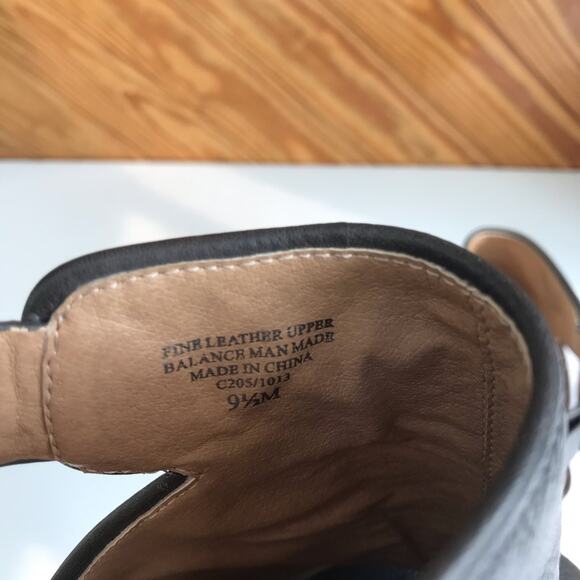 FINE LEATHER UPPER
BALANCE MAN MADE
MADE IN CHINA
C205/1013
9½M